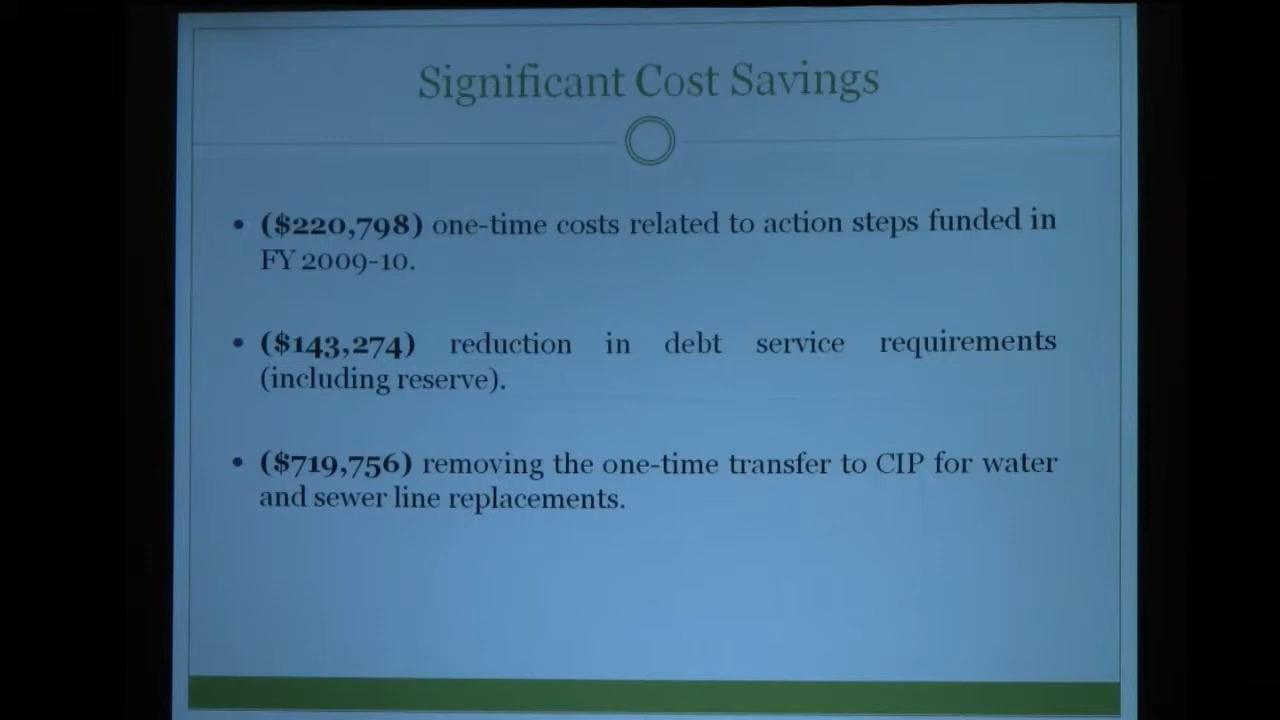 Significant Cost Savings
• ($220,798) one-time costs related to action steps funded in
FY 2009-10.
• ($143,274) reduction in debt service requirements
(including reserve).
• ($719,756) removing the one-time transfer to CIP for water
and sewer line replacements.